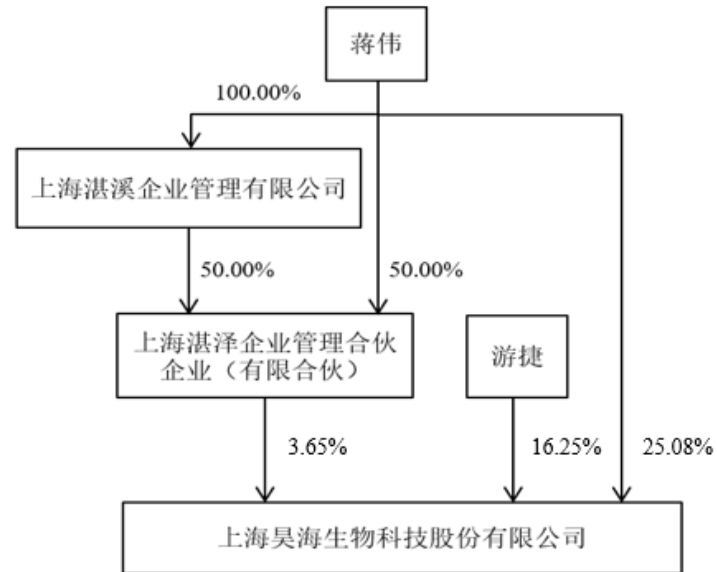 蒋伟
100.00%
上海湛溪企业管理有限公司
50.00%
50.00%
上海湛泽企业管理合伙
企业（有限合伙）
游捷
3.65%
16.25%
25.08%
上海昊海生物科技股份有限公司